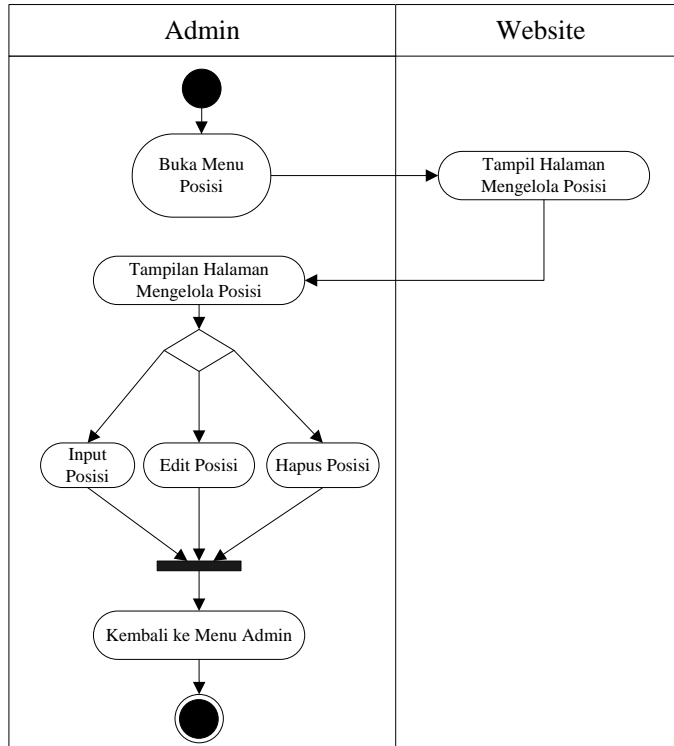 Admin
Website
Buka Menu
Posisi
Tampil Halaman
Mengelola Posisi
Tampilan Halaman
Mengelola Posisi
Input
Posisi
Edit Posisi
Hapus Posisi
Kembali ke Menu Admin